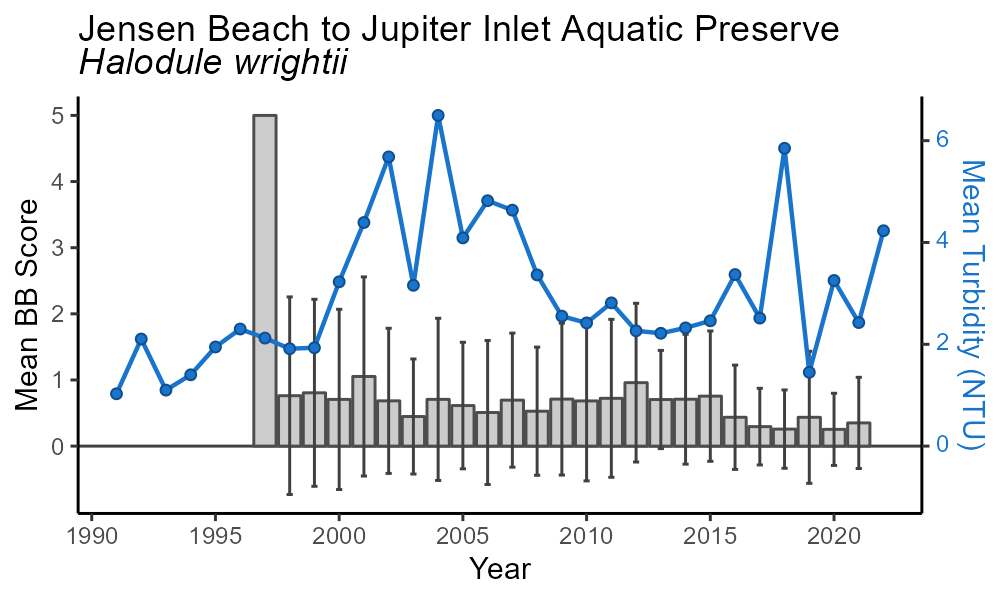 Jensen Beach to Jupiter Inlet Aquatic Preserve
Halodule wrightii
Mean BB Score
5
4
3
2
1
0
6
4
2
0
Mean Turbidity (NTU)
1990 1995 2000 2005 2010 2015 2020
Year